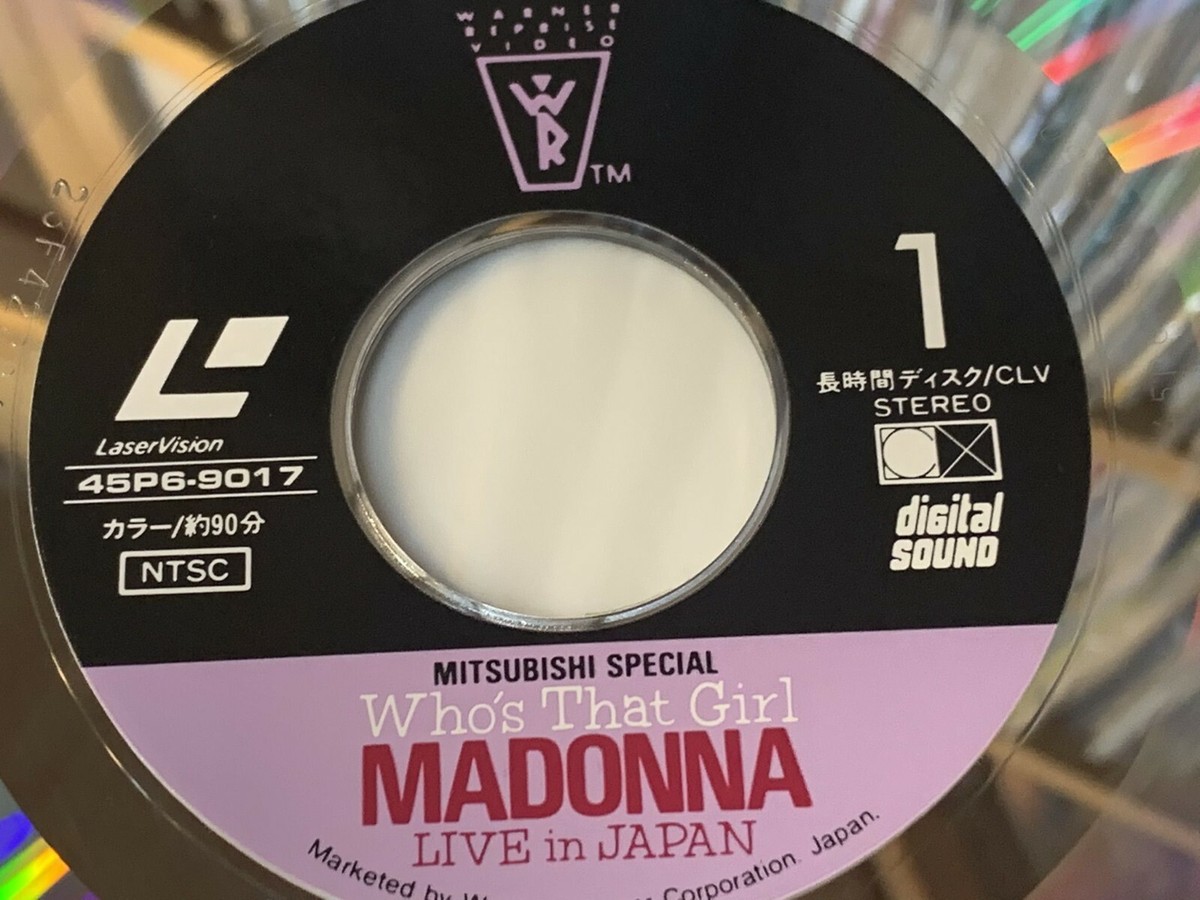 WARNER
REPRISE
VIDEO
WR
TM
1
長時間ディスク/CLV
STEREO
digital
SOUND
LaserVision
45P6-9017
カラー/約90分
NTSC
MITSUBISHI SPECIAL
Who's That Girl
MADONNA
LIVE in JAPAN
Marketed by Corporation. Japan.